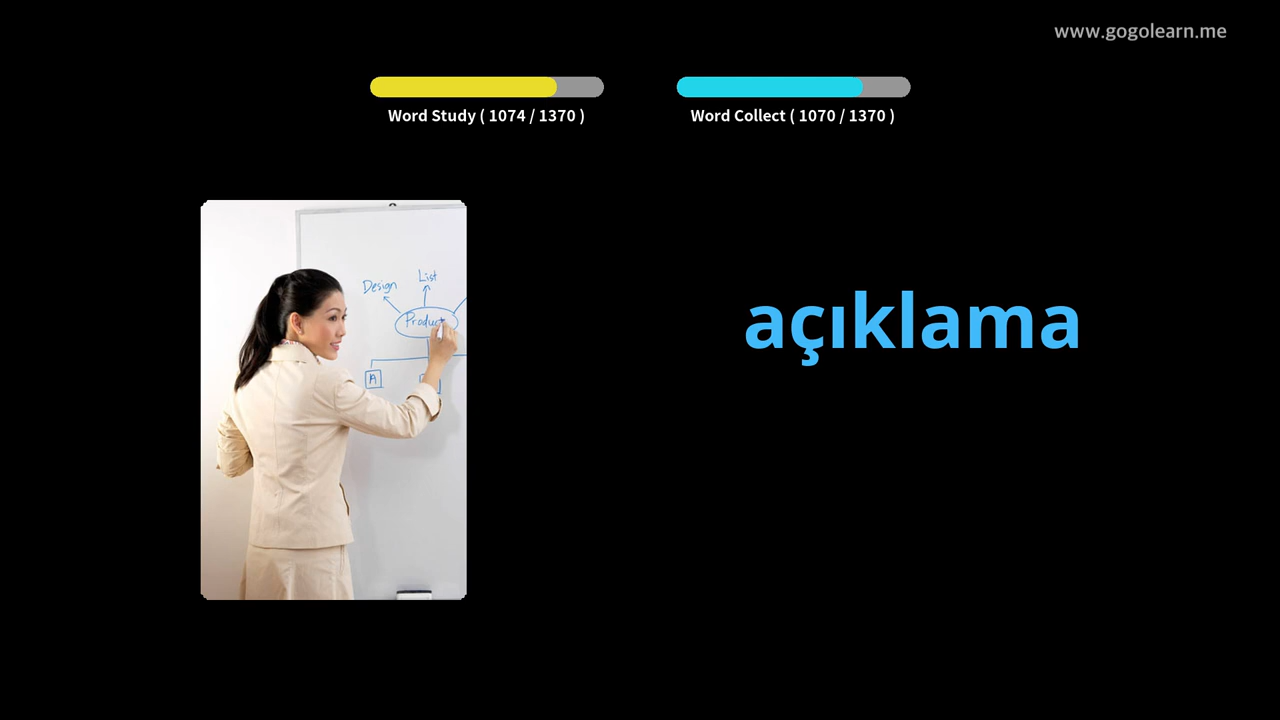 www.gogolearn.me
Word Study ( 1074 / 1370 )
Word Collect ( 1070 / 1370 )
açıklama
List
Design
Product
A